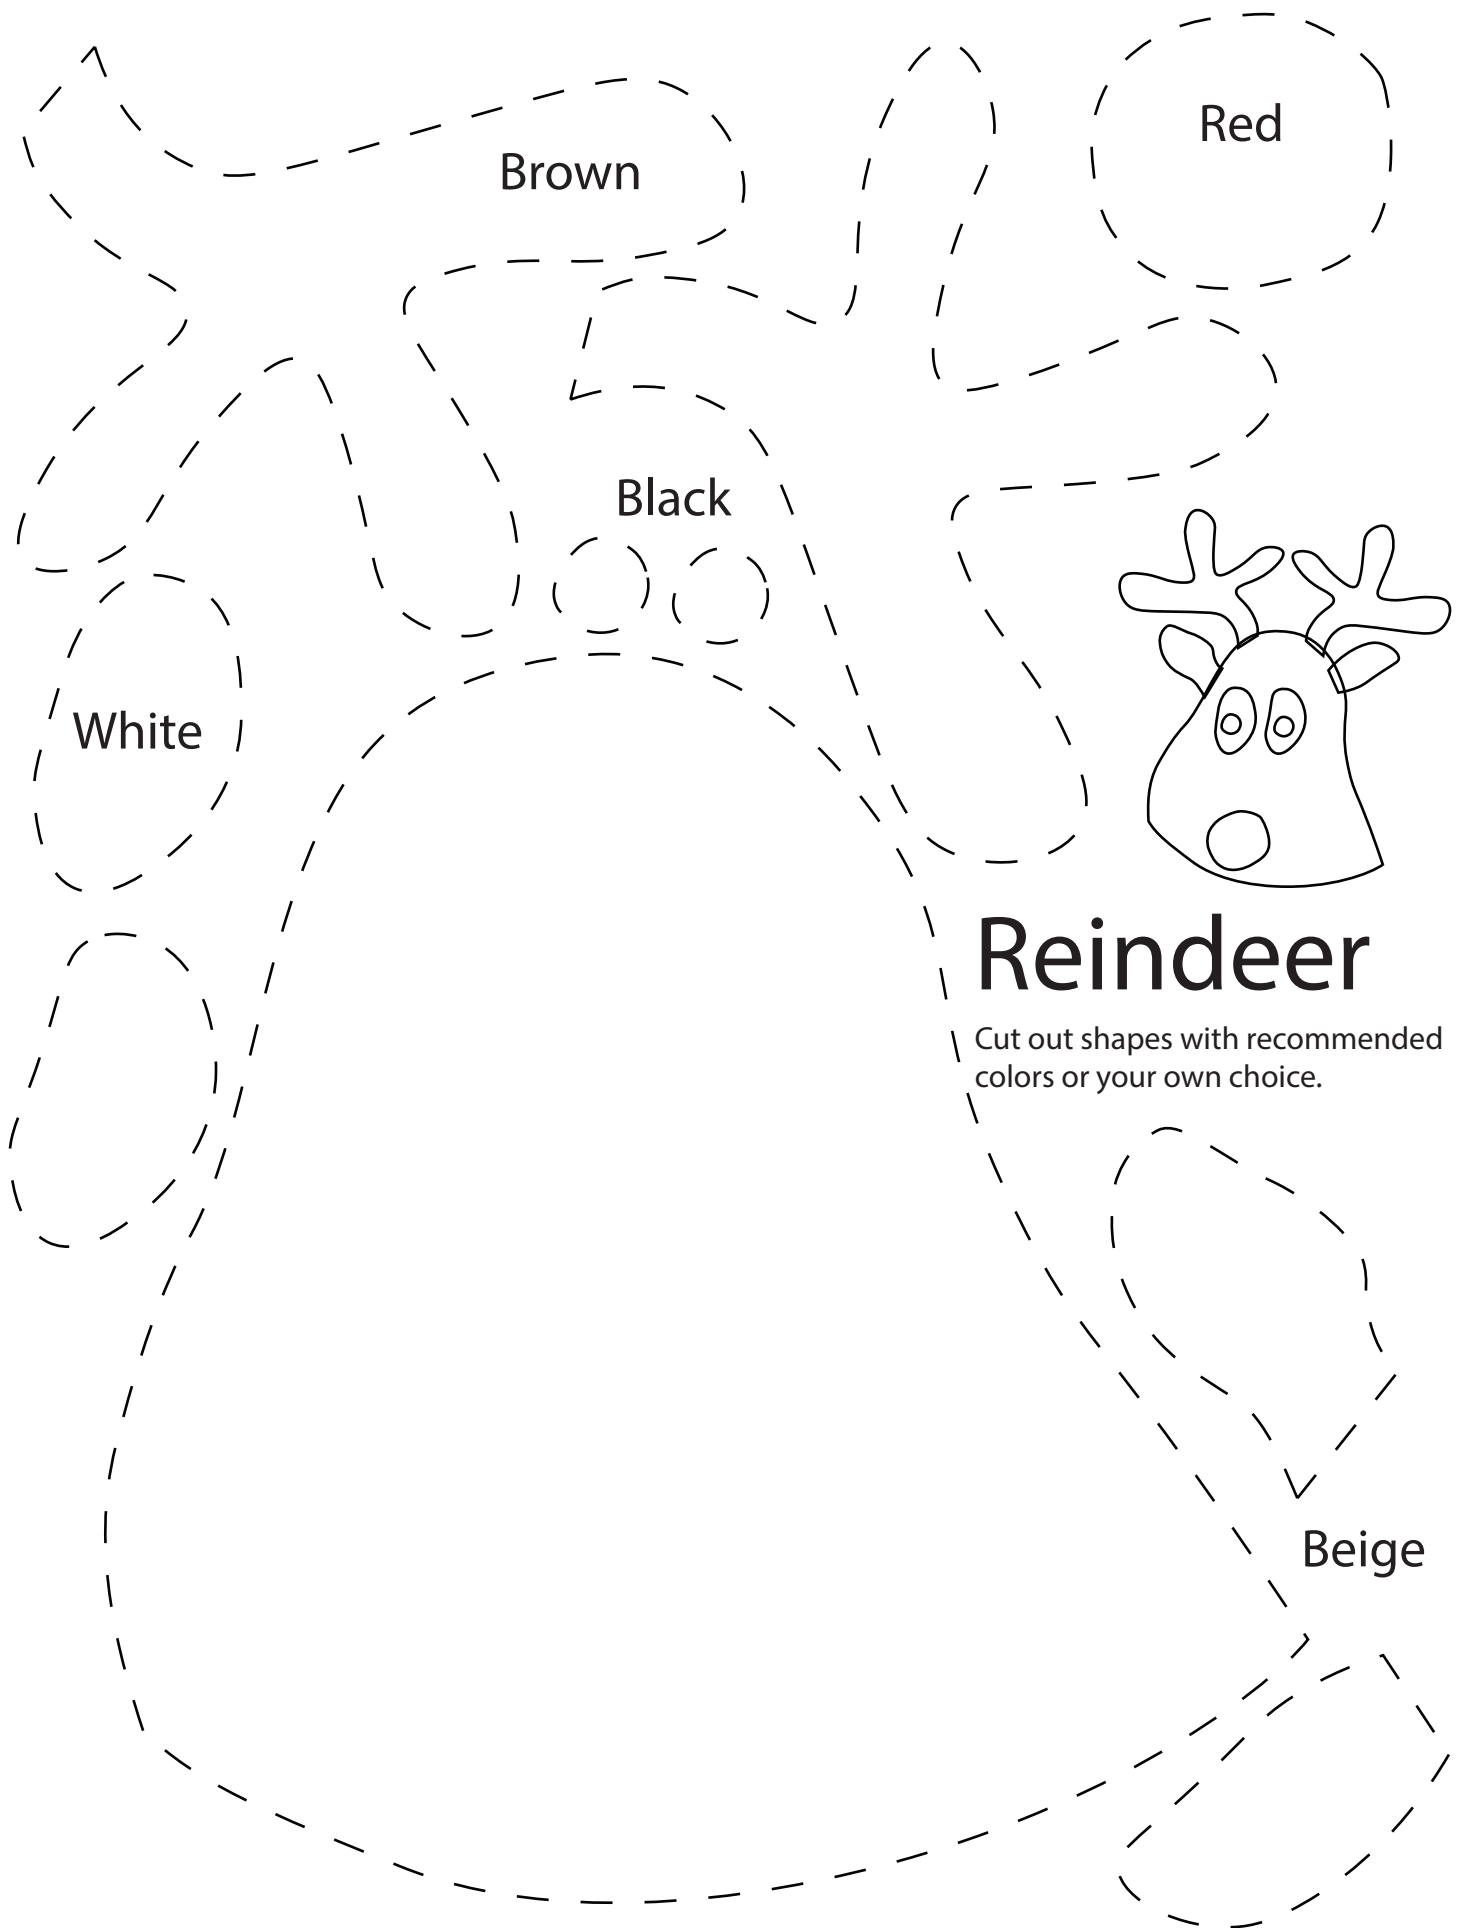 Red
Brown
Black
White
Reindeer
Cut out shapes with recommended
colors or your own choice.
Beige